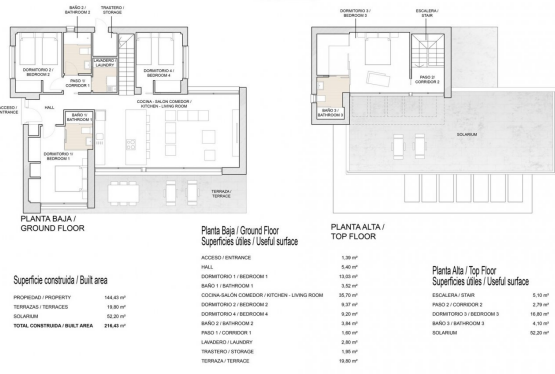 BAÑO 2 /
BATHROOM 2
TRASTERO /
STORAGE
DORMITORIO 2 /
BEDROOM 2
PASO 1/
CORRIDOR 1
LAVADERO /
LAUNDRY
DORMITORIO 4 /
BEDROOM 4
ACCESO /
ENTRANCE
HALL
COCINA - SALÓN COMEDOR /
KITCHEN - LIVING ROOM
BAÑO 1/
BATHROOM 1
DORMITORIO 1/
BEDROOM 1
TERRAZA /
TERRACE
PLANTA BAJA /
GROUND FLOOR
DORMITORIO 3 /
BEDROOM 3
ESCALERA /
STAIR
PASO 2/
CORRIDOR 2
BAÑO 3 /
BATHROOM 3
SOLARIUM
PLANTA ALTA /
TOP FLOOR
Superficie construida / Built area
PROPIEDAD / PROPERTY 144,43 m²
TERRAZAS / TERRACES 19,80 m²
SOLARIUM 52,20 m²
TOTAL CONSTRUIDA / BUILT AREA 216,43 m²
Planta Baja / Ground Floor
Superficies útiles / Useful surface
ACCESO / ENTRANCE 1,39 m²
HALL 5,40 m²
DORMITORIO 1 / BEDROOM 1 13,03 m²
BAÑO 1 / BATHROOM 1 3,52 m²
COCINA-SALÓN COMEDOR / KITCHEN - LIVING ROOM 35,70 m²
DORMITORIO 2 / BEDROOM 2 9,37 m²
DORMITORIO 4 / BEDROOM 4 8,20 m²
BAÑO 2 / BATHROOM 2 3,84 m²
PASO 1 / CORRIDOR 1 1,60 m²
LAVADERO / LAUNDRY 2,60 m²
TRASTERO / STORAGE 1,85 m²
TERRAZA / TERRACE 19,80 m²
Planta Alta / Top Floor
Superficies útiles / Useful surface
ESCALERA / STAIR 5,10 m²
PASO 2 / CORRIDOR 2 2,79 m²
DORMITORIO 3 / BEDROOM 3 16,80 m²
BAÑO 3 / BATHROOM 3 4,10 m²
SOLARIUM 52,20 m²